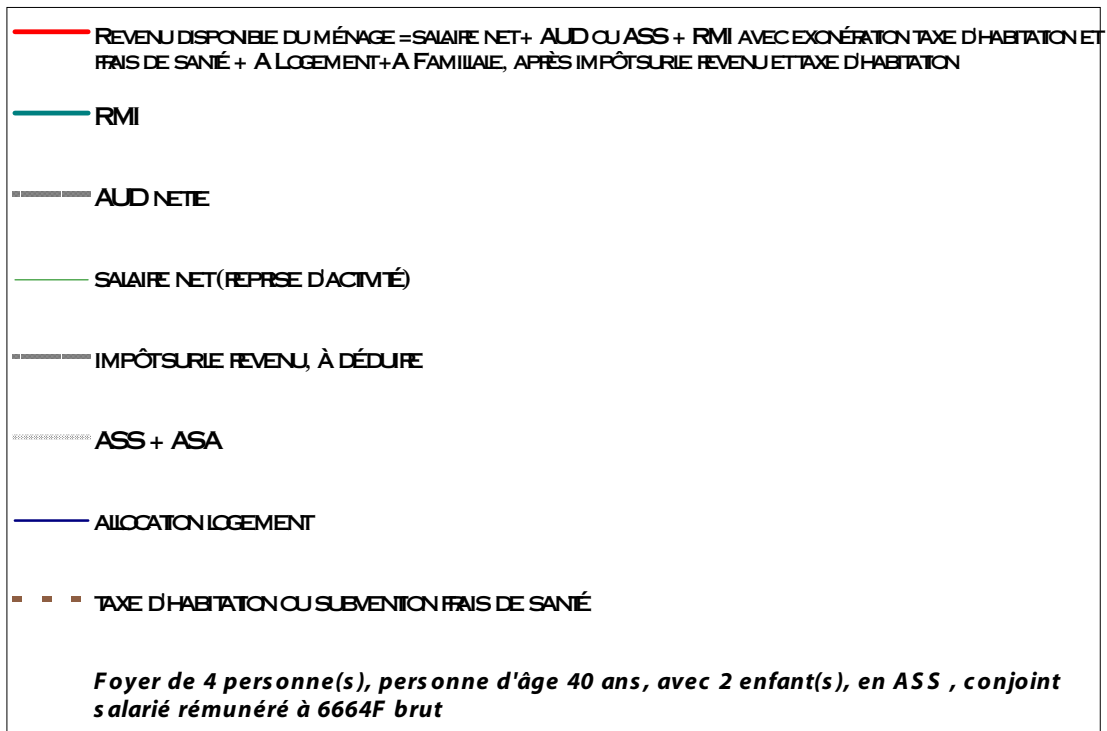 REVENU DISPONIBLE DU MÉNAGE = SALAIRE NET + AUD OU ASS + RMI AVEC EXONÉRATION TAXE D'HABITATION ET
FRAIS DE SANTÉ + A LOGEMENT + A FAMILIALE, APRÈS IMPÔT SUR LE REVENU ET TAXE D'HABITATION
RMI
AUD NETTE
SALAIRE NET (REPRISE D'ACTIVITÉ)
IMPÔT SUR LE REVENU, À DÉDUIRE
ASS + ASA
ALLOCATION LOGEMENT
TAXE D'HABITATION OU SUBVENTION FRAIS DE SANTÉ
Foyer de 4 personne(s), personne d'âge 40 ans, avec 2 enfant(s), en ASS , conjoint
salarié rémunéré à 6664F brut